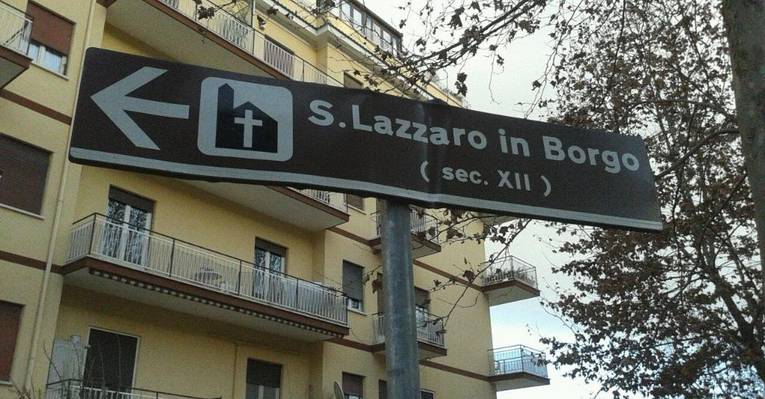 S.Lazzaro in Borgo
( sec. XII )